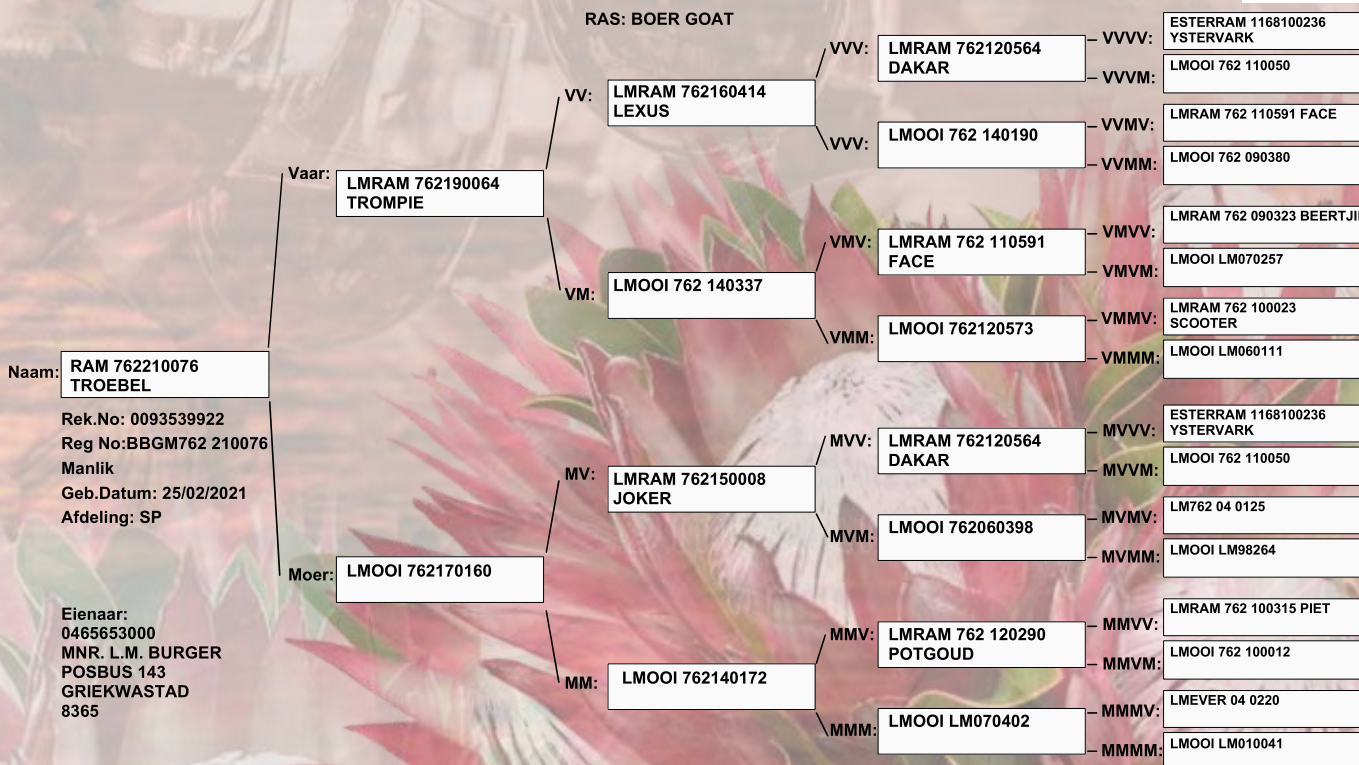 RAS: BOER GOAT
Naam:
RAM 762210076
TROEBEL
Rek.No: 0093539922
Reg No:BBGM762 210076
Manlik
Geb.Datum: 25/02/2021
Afdeling: SP
Eienaar:
0465653000
MNR. L.M. BURGER
POSBUS 143
GRIEKWASTAD
8365
Vaar:
LMRAM 762190064
TROMPIE
Moer:
LMOOI 762170160
VV:
LMRAM 762160414
LEXUS
VM:
LMOOI 762 140337
MV:
LMRAM 762150008
JOKER
MM:
LMOOI 762140172
VVV:
LMRAM 762120564
DAKAR
VVV:
LMOOI 762 140190
VMV:
LMRAM 762 110591
FACE
VMM:
LMOOI 762120573
MVV:
LMRAM 762120564
DAKAR
MVM:
LMOOI 762060398
MMV:
LMRAM 762 120290
POTGOUD
MMM:
LMOOI LM070402
VVVV:
ESTERRAM 1168100236
YSTERVARK
VVVM:
LMOOI 762 110050
VVMV:
LMRAM 762 110591 FACE
VVMM:
LMOOI 762 090380
VMVV:
LMRAM 762 090323
VMVM:
LMOOI LM070257
VMMV:
LMRAM 762 100023
SCOOTER
VMMM:
LMOOI LM060111
MVVV:
ESTERRAM 1168100236
YSTERVARK
MVVM:
LMOOI 762 110050
MVMV:
LM762 04 0125
MVMM:
LMOOI LM98264
MMVV:
LMRAM 762 100315 PIET
MMVM:
LMOOI 762 100012
MMMV:
LMEVER 04 0220
MMMM:
LMOOI LM010041